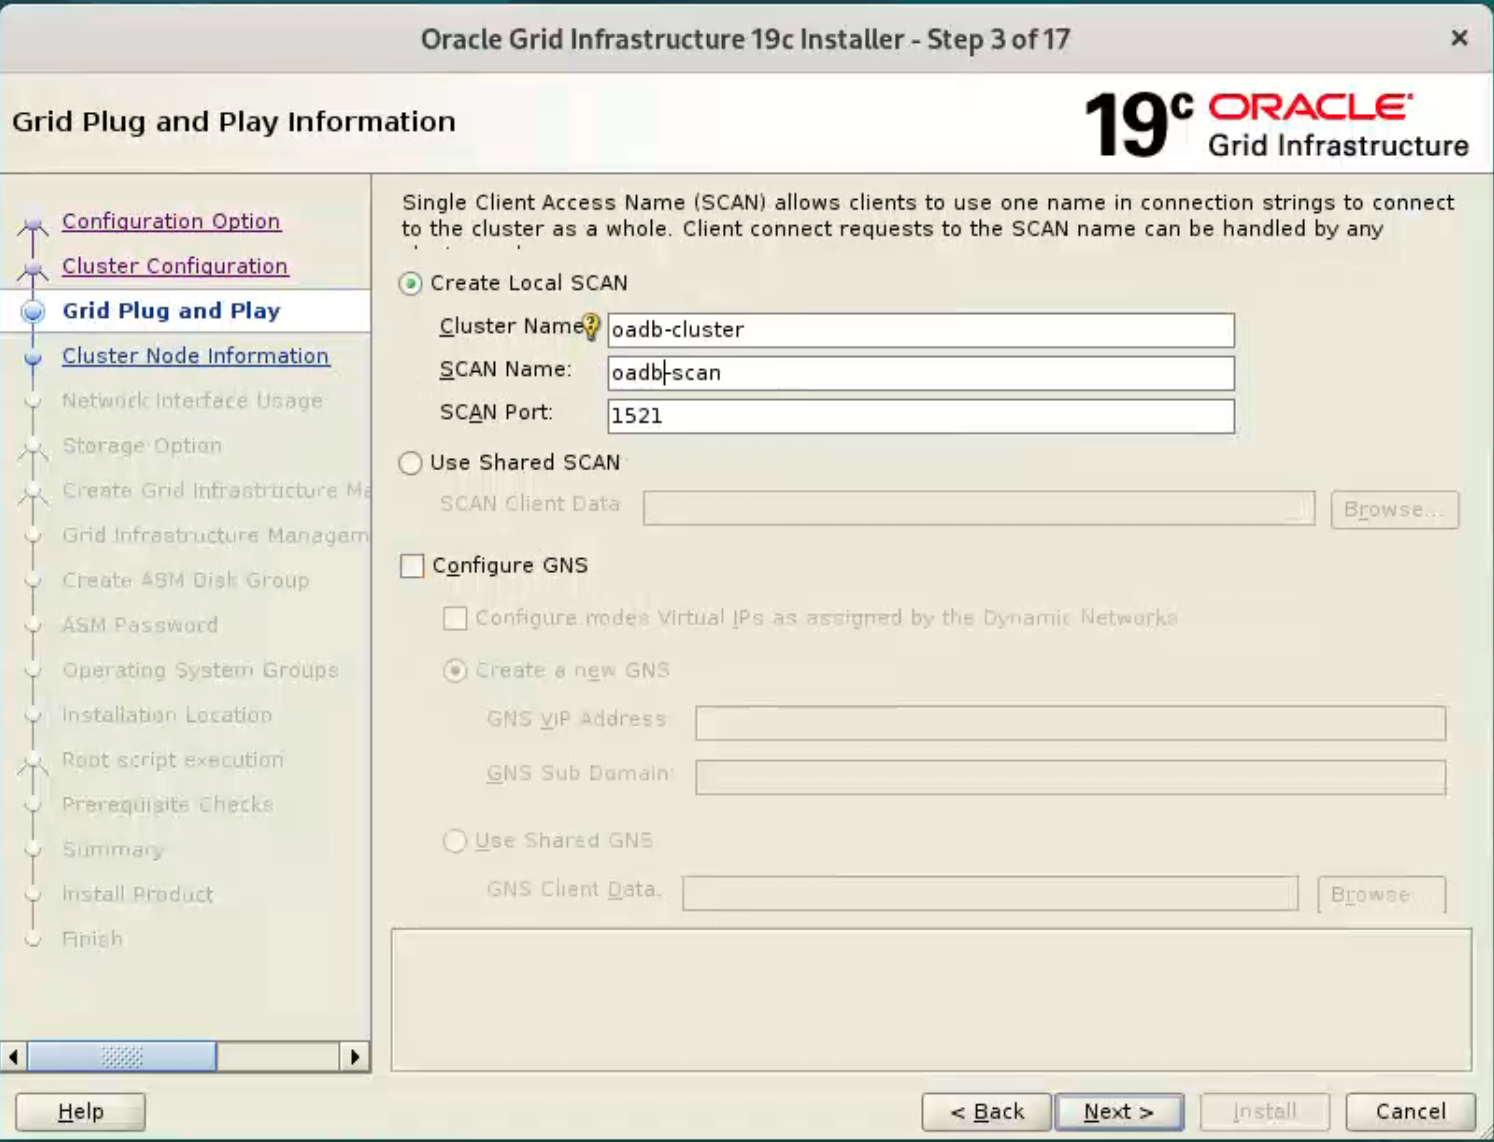 Oracle Grid Infrastructure 19c Installer - Step 3 of 17
×
Grid Plug and Play Information
19c ORACLE
Grid Infrastructure
Configuration Option
Cluster Configuration
Grid Plug and Play
Cluster Node Information
Network Interface Usage
Storage Option
Create Grid Infrastructure Ma
Grid Infrastructure Managem
Create ASM Disk Group
ASM Password
Operating System Groups
Installation Location
Root script execution
Prerequisite Checks
Summary
Install Product
Finish
Single Client Access Name (SCAN) allows clients to use one name in connection strings to connect
to the cluster as a whole. Client connect requests to the SCAN name can be handled by any
Create Local SCAN
Cluster Name oadb-cluster
SCAN Name: oadb-scan
SCAN Port: 1521
Use Shared SCAN
SCAN Client Data Browse...
Configure GNS
Configure nodes Virtual IPs as assigned by the Dynamic Networks
Create a new GNS
GNS VIP Address
GNS Sub Domain
Use Shared GNS
GNS Client Data. Browse
Help
< Back
Next >
Install
Cancel